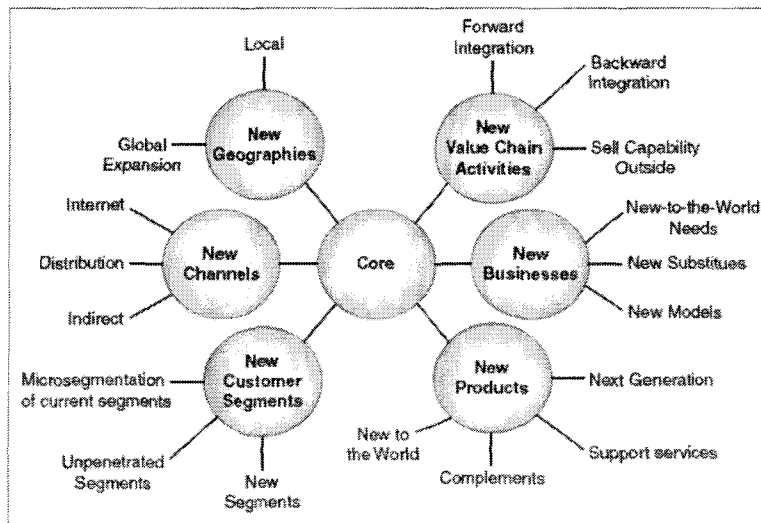 Local
Global
Expansion
New
Geographies
Forward
Integration
Backward
Integration
New
Value Chain
Activities
Sell Capability
Outside
Internet
Distribution
Indirect
New
Channels
Core
New
Businesses
New-to-the-World
Needs
New Substitues
New Models
Microsegmentation
of current segments
New
Customer
Segments
Unpenetrated
Segments
New
Segments
New
Products
Next Generation
New to
the World
Complements
Support services